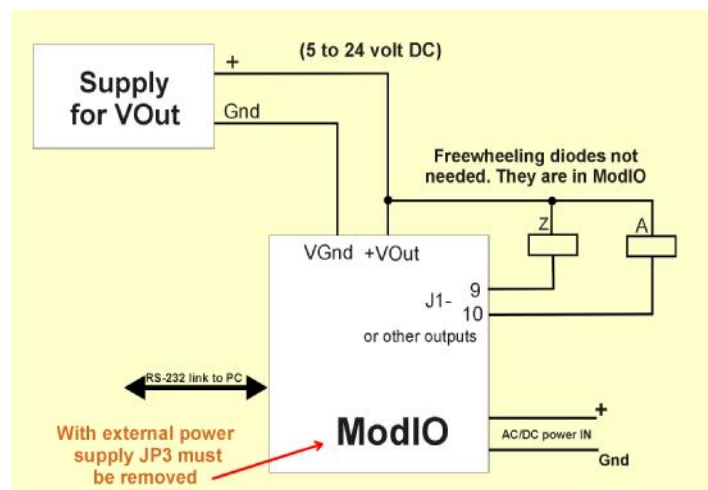 (5 to 24 volt DC)
+
Supply
for VOut
Gnd
Freewheeling diodes not
needed. They are in ModIO
Z
A
VGnd +VOut
J1-
9
10
or other outputs
RS-232 link to PC
ModIO
With external power
supply JP3 must
be removed
+
AC/DC power IN
Gnd